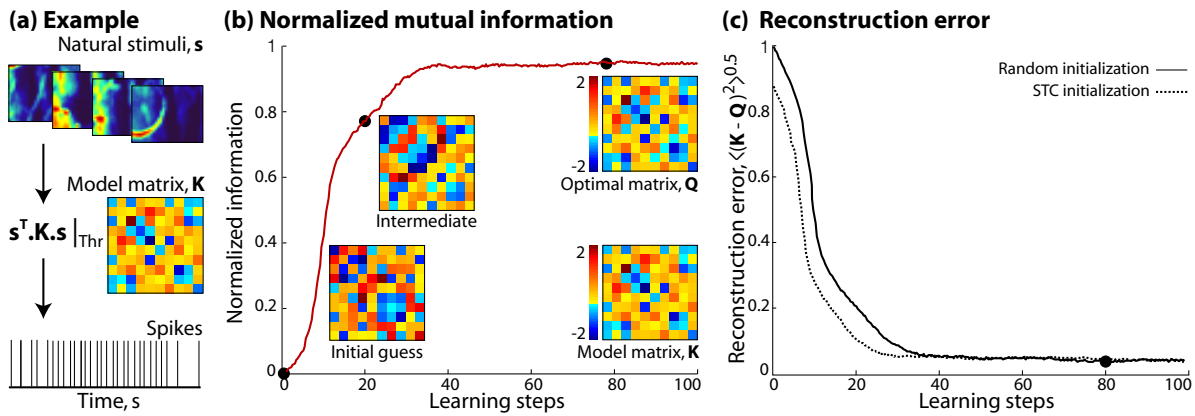 (a) Example
Natural stimuli, s
Model matrix, K
s^T.K.s |Thr
Spikes
Time, s
(b) Normalized mutual information
Normalized information
1
0.8
0.6
0.4
0.2
0
0
20
40
60
80
100
Learning steps
Initial guess
Intermediate
2
-2
Optimal matrix, Q
2
-2
Model matrix, K
(c) Reconstruction error
Reconstruction error, <(K - Q)^2>^0.5
1
0.8
0.6
0.4
0.2
0
0
20
40
60
80
100
Learning steps
Random initialization
STC initialization